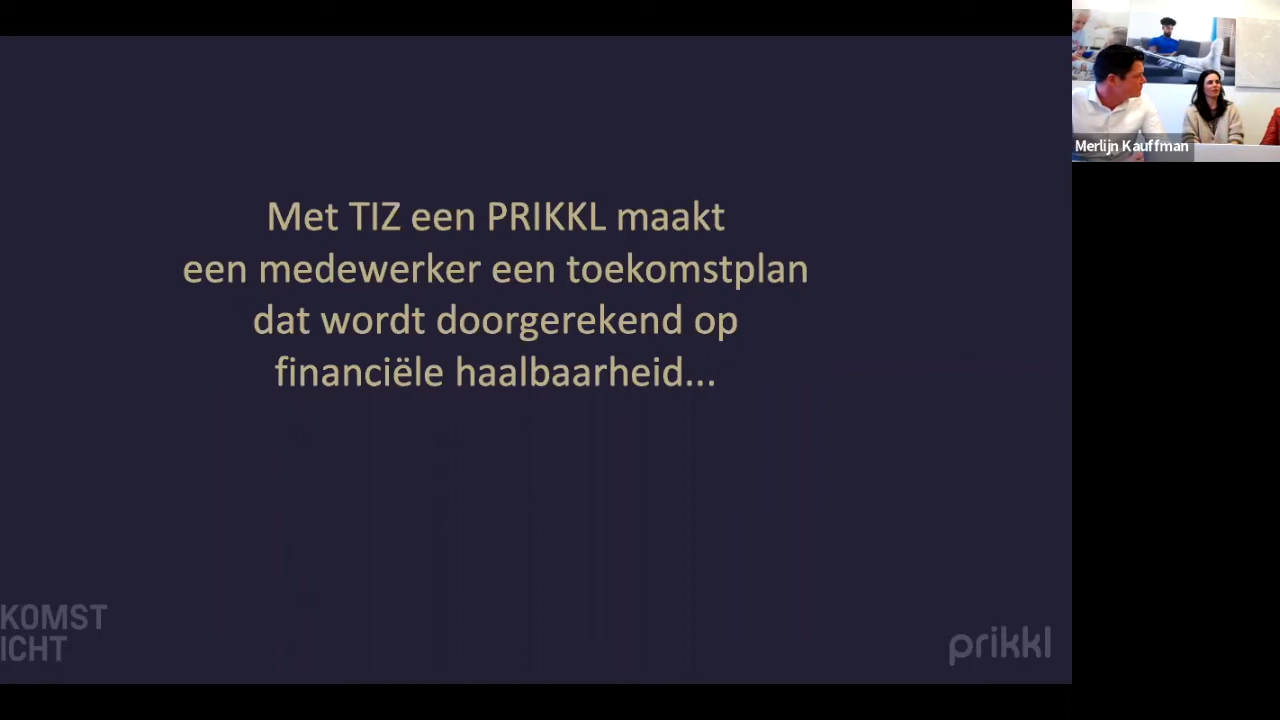 Met TIZ een PRIKKL maakt
een medewerker een toekomstplan
dat wordt doorgerekend op
financiële haalbaarheid...
KOMST
ICHT
prikkl
Merlijn Kauffman